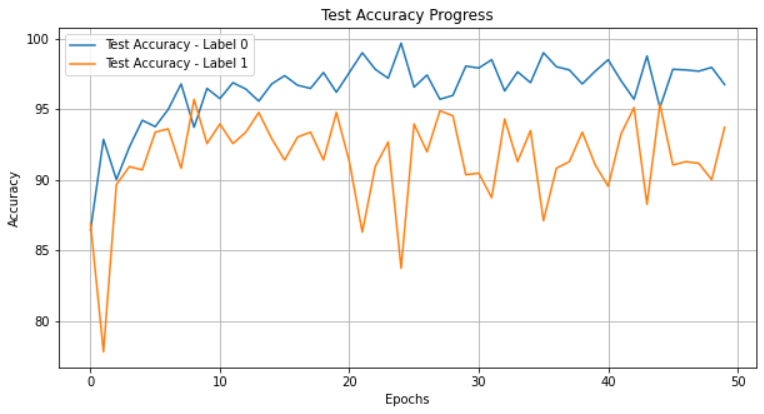 Test Accuracy Progress
100
95
90
85
80
Accuracy
Test Accuracy - Label 0
Test Accuracy - Label 1
0 10 20 30 40 50
Epochs